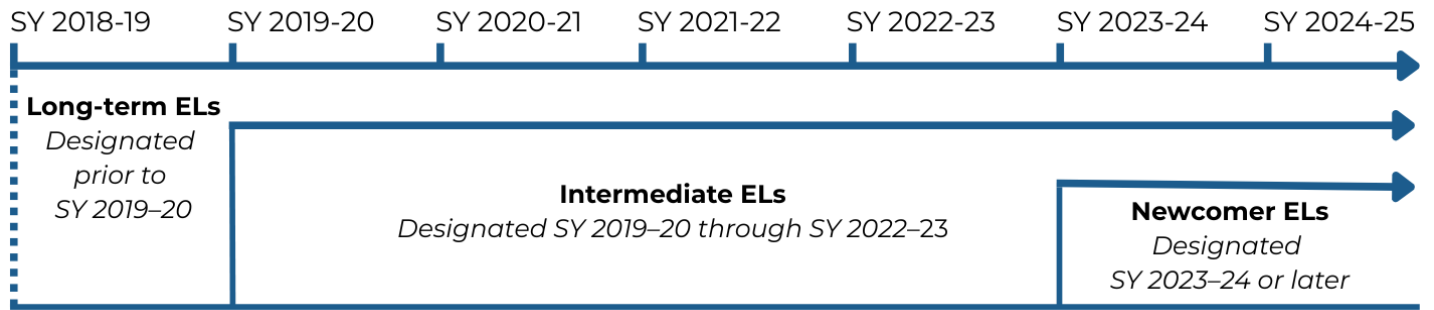 SY 2018-19 SY 2019-20 SY 2020-21 SY 2021-22 SY 2022-23 SY 2023-24 SY 2024-25
Long-term ELs
Designated
prior to
SY 2019–20
Intermediate ELs
Designated SY 2019–20 through SY 2022–23
Newcomer ELs
Designated
SY 2023–24 or later